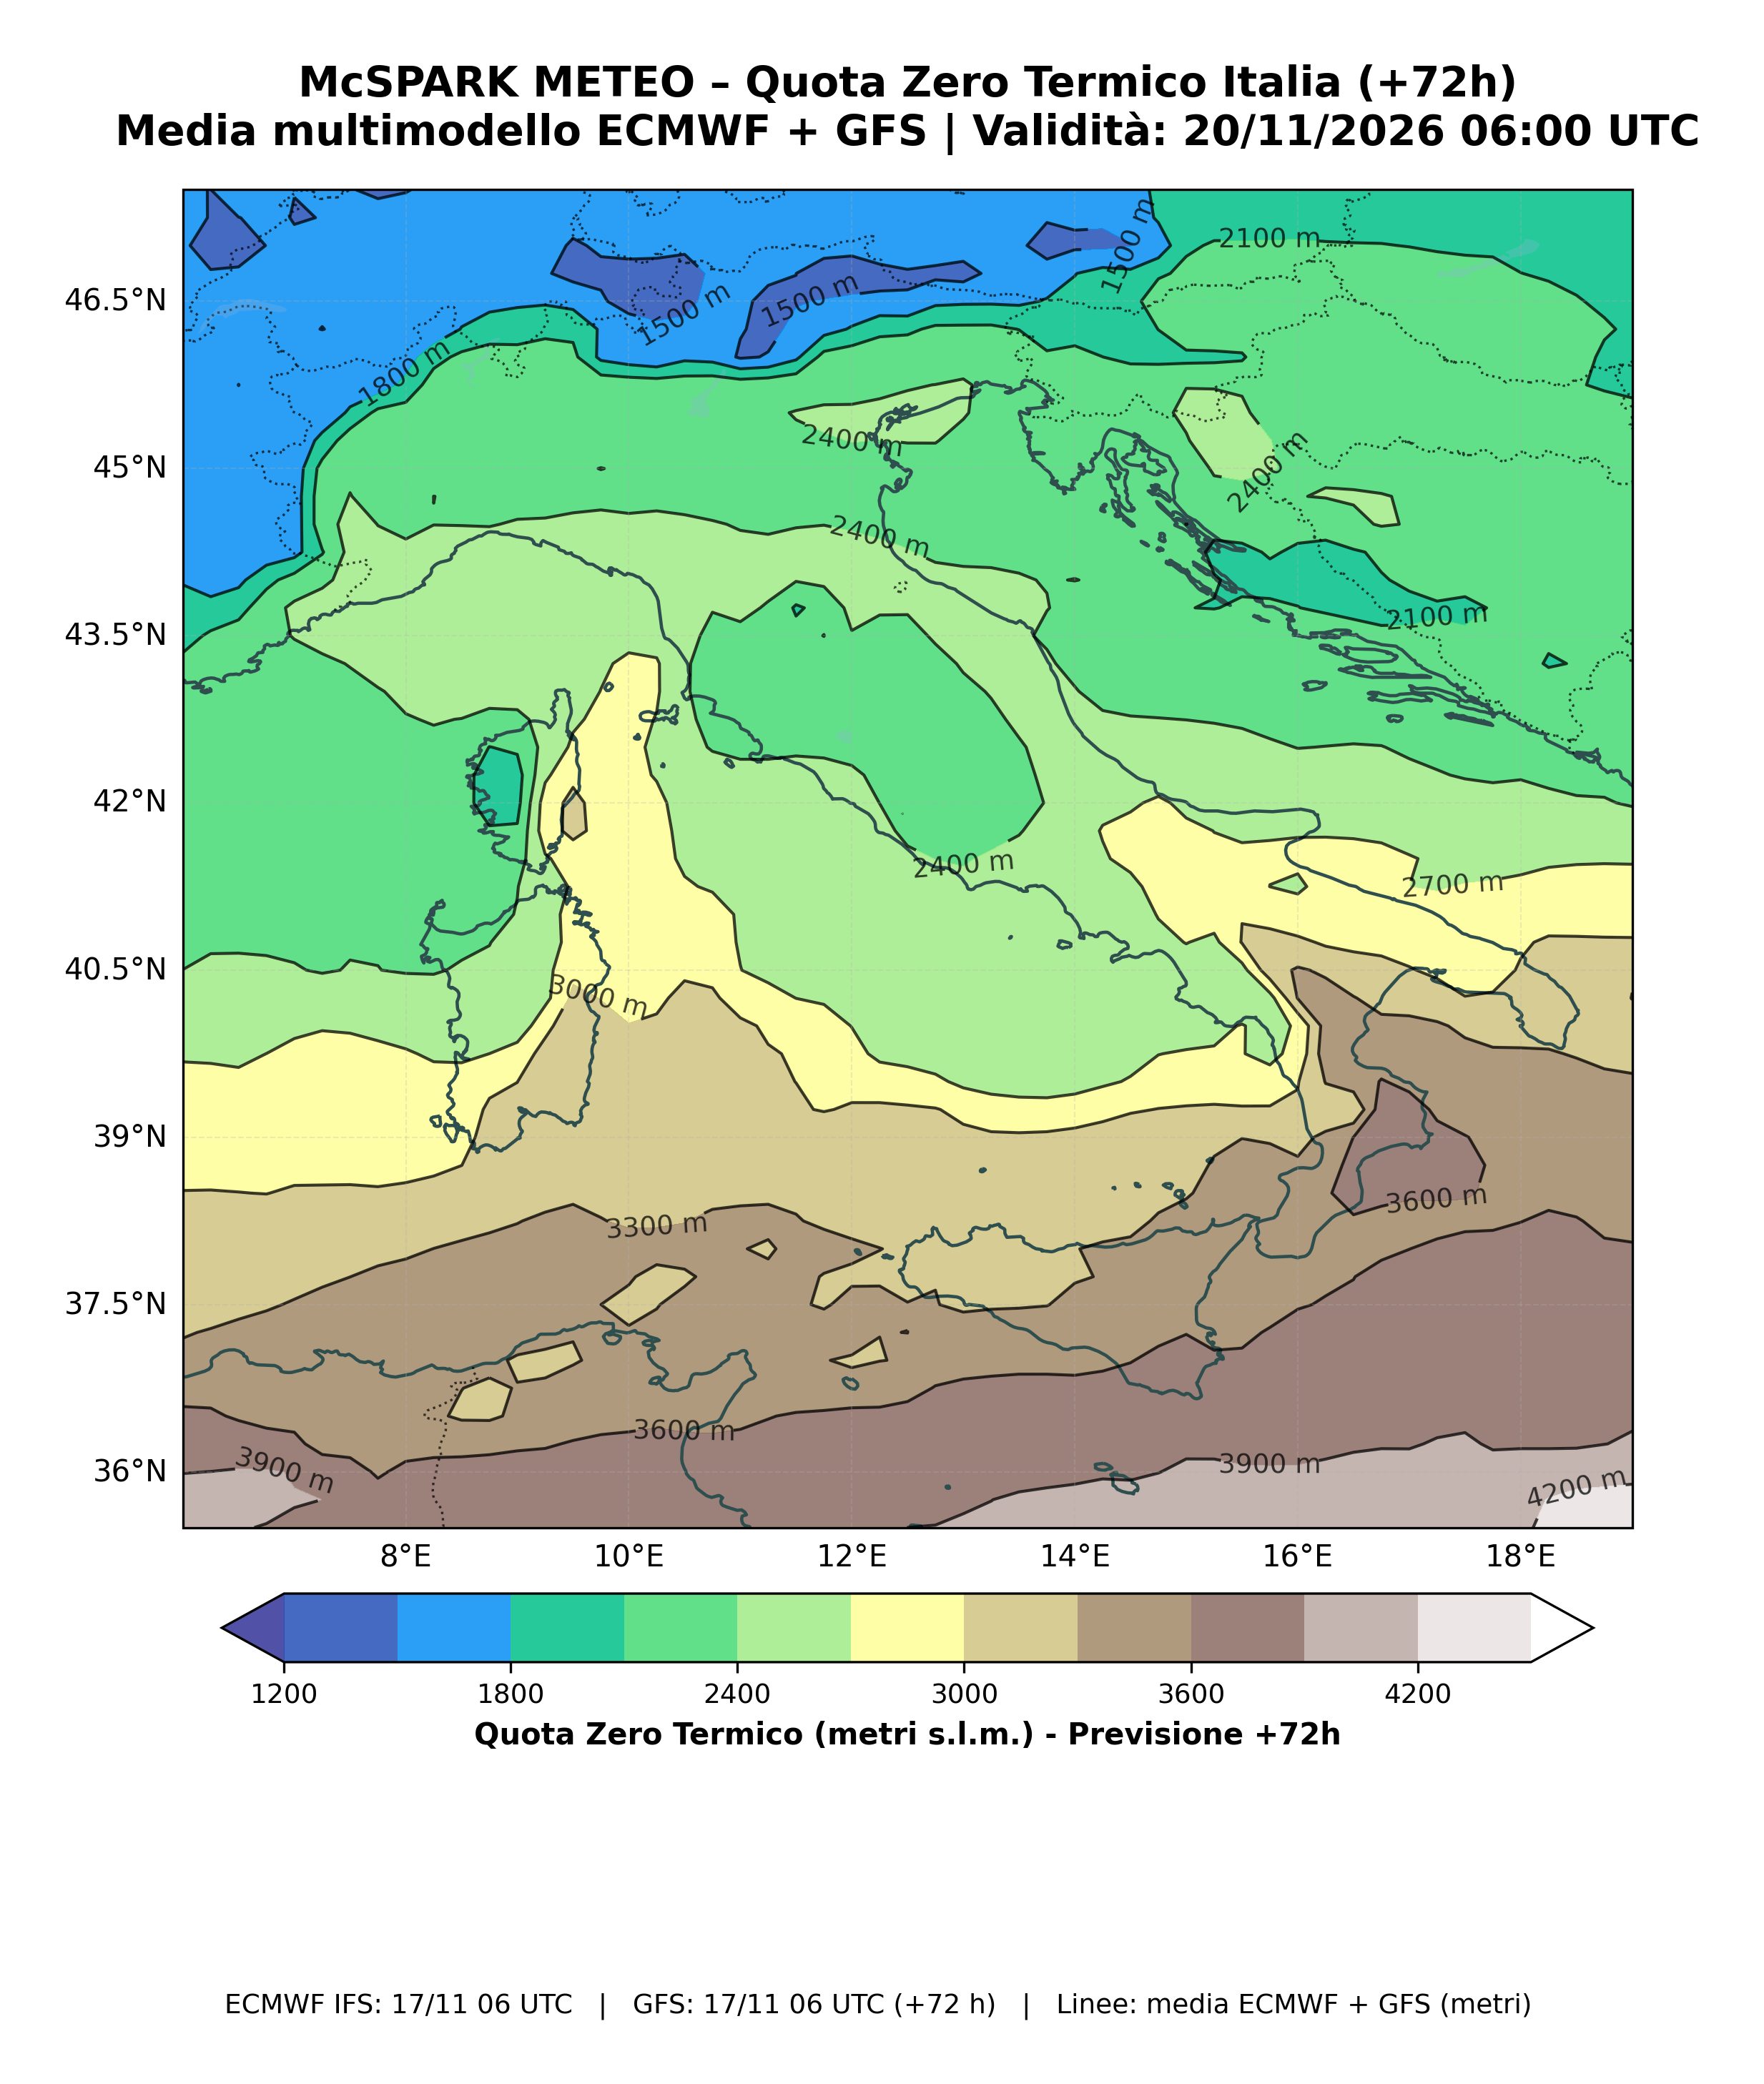 McSPARK METEO – Quota Zero Termico Italia (+72h)
Media multimodello ECMWF + GFS | Validità: 20/11/2026 06:00 UTC
2100 m
1500 m
46.5°N
1500 m
1500 m
1800 m
2400 m
45°N
2400 m
2400 m
2100 m
43.5°N
42°N
2400 m
2700 m
40.5°N
3000 m
39°N
3600 m
3300 m
37.5°N
3600 m
3900 m
36°N
3900 m
4200 m
8°E 10°E 12°E 14°E 16°E 18°E
1200 1800 2400 3000 3600 4200
Quota Zero Termico (metri s.l.m.) - Previsione +72h
ECMWF IFS: 17/11 06 UTC | GFS: 17/11 06 UTC (+72 h) | Linee: media ECMWF + GFS (metri)